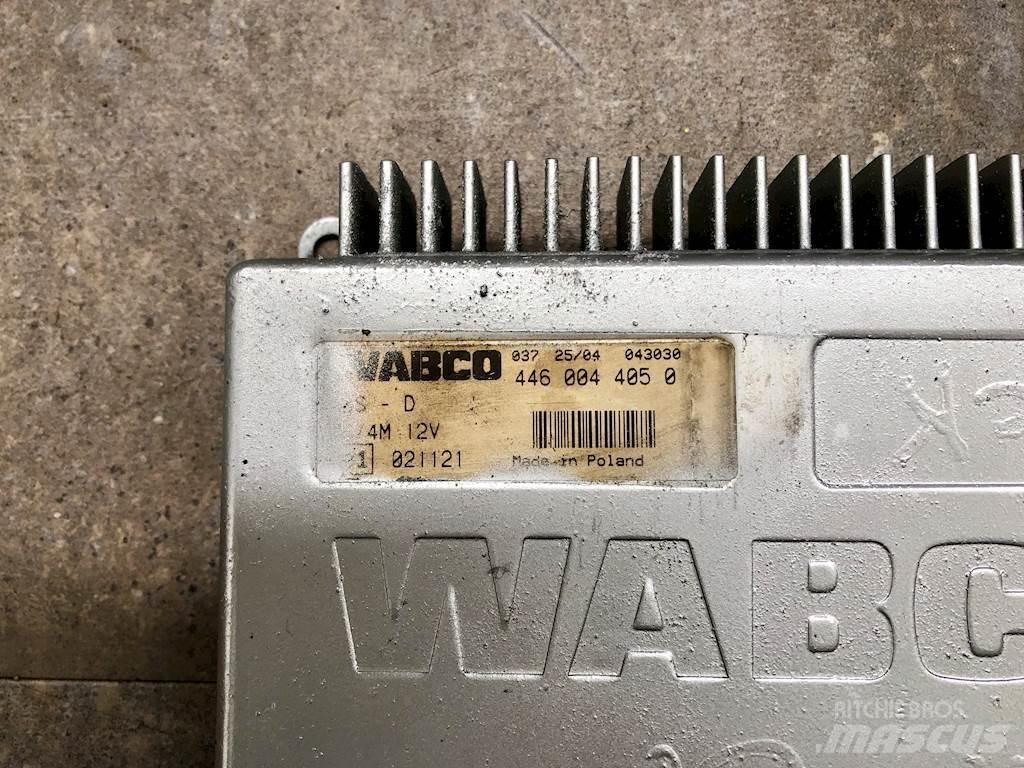 WABCO 037 25/04 043030
446 004 405 0
S - D
/4M 12V
1 021121
Made in Poland
WABC
RITCHIE BROS.
MASCUS